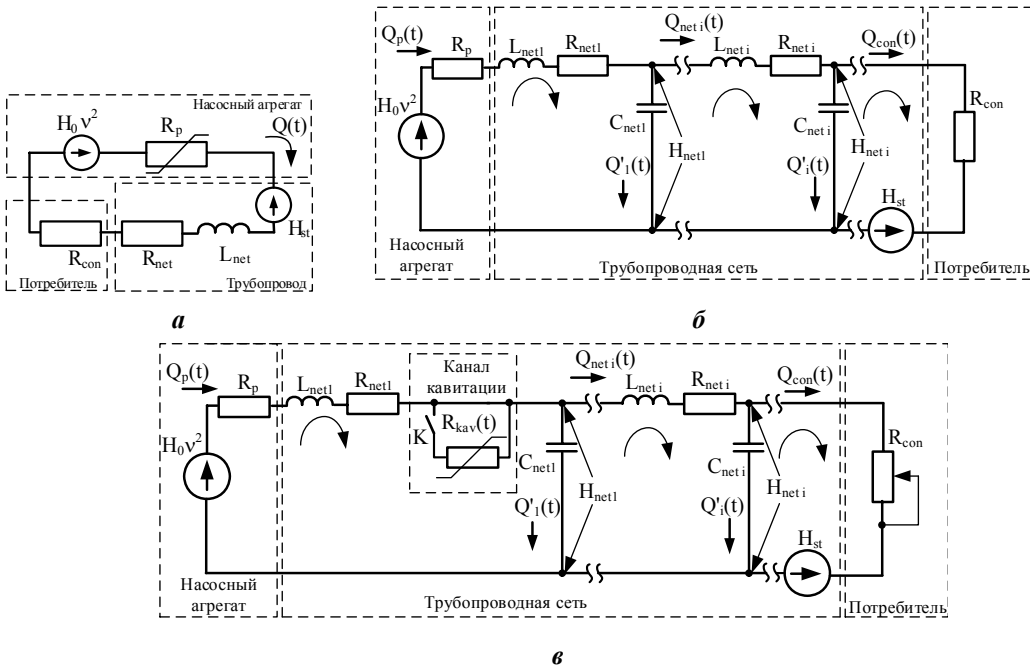 Насосный агрегат
H₀ν²
R_p
Q(t)
H_st
R_con
R_net
L_net
Потребитель
Трубопровод
а
Q_p(t)
R_p
L_net1
R_net1
Q_net i(t)
L_net i
R_net i
Q_con(t)
H₀ν²
C_net1
H_net1
C_net i
H_net i
R_con
Q'₁(t)
Q'_i(t)
H_st
Насосный
агрегат
Трубопроводная сеть
Потребитель
б
Q_p(t)
R_p
L_net1
R_net1
Канал
кавитации
K
R_kav(t)
Q_net i(t)
L_net i
R_net i
Q_con(t)
H₀ν²
C_net1
H_net1
C_net i
H_net i
R_con
Q'₁(t)
Q'_i(t)
H_st
Насосный
агрегат
Трубопроводная сеть
Потребитель
в